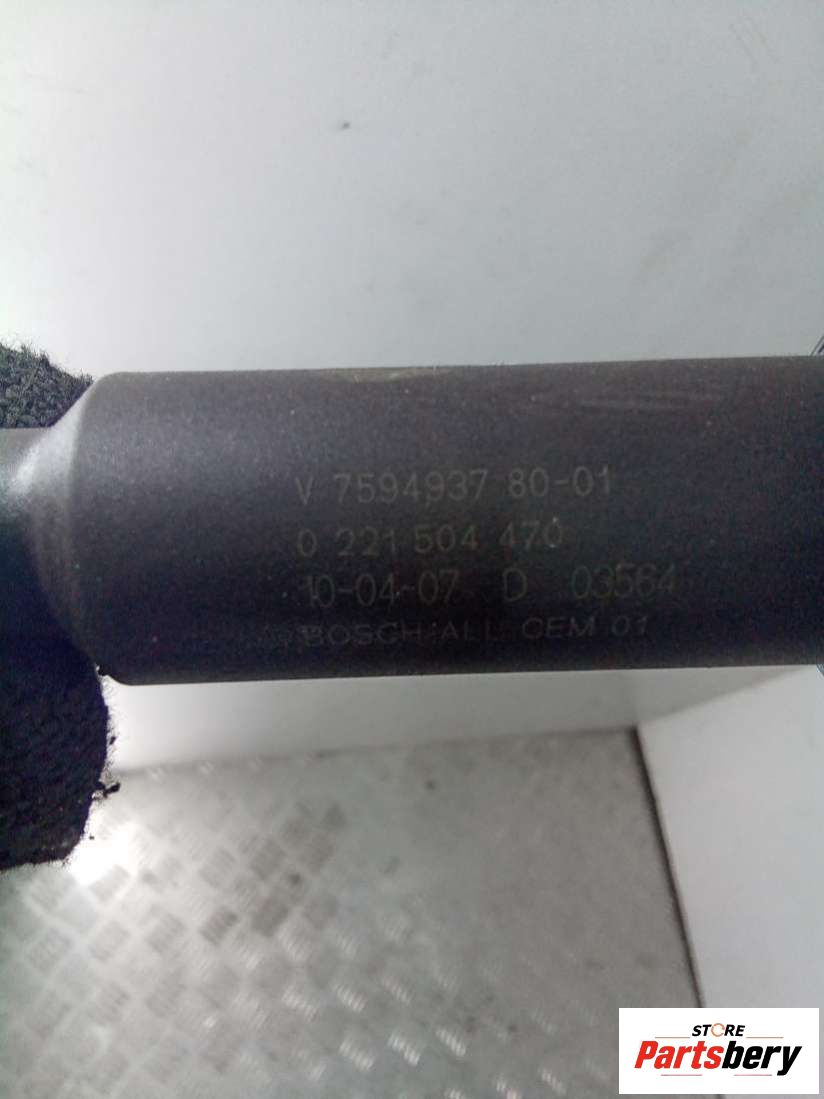 V 7594937 80-01
0 221 504 470
10-04-07 D 03564
BOSCH ALL CEM 01
STORE
Partsbery